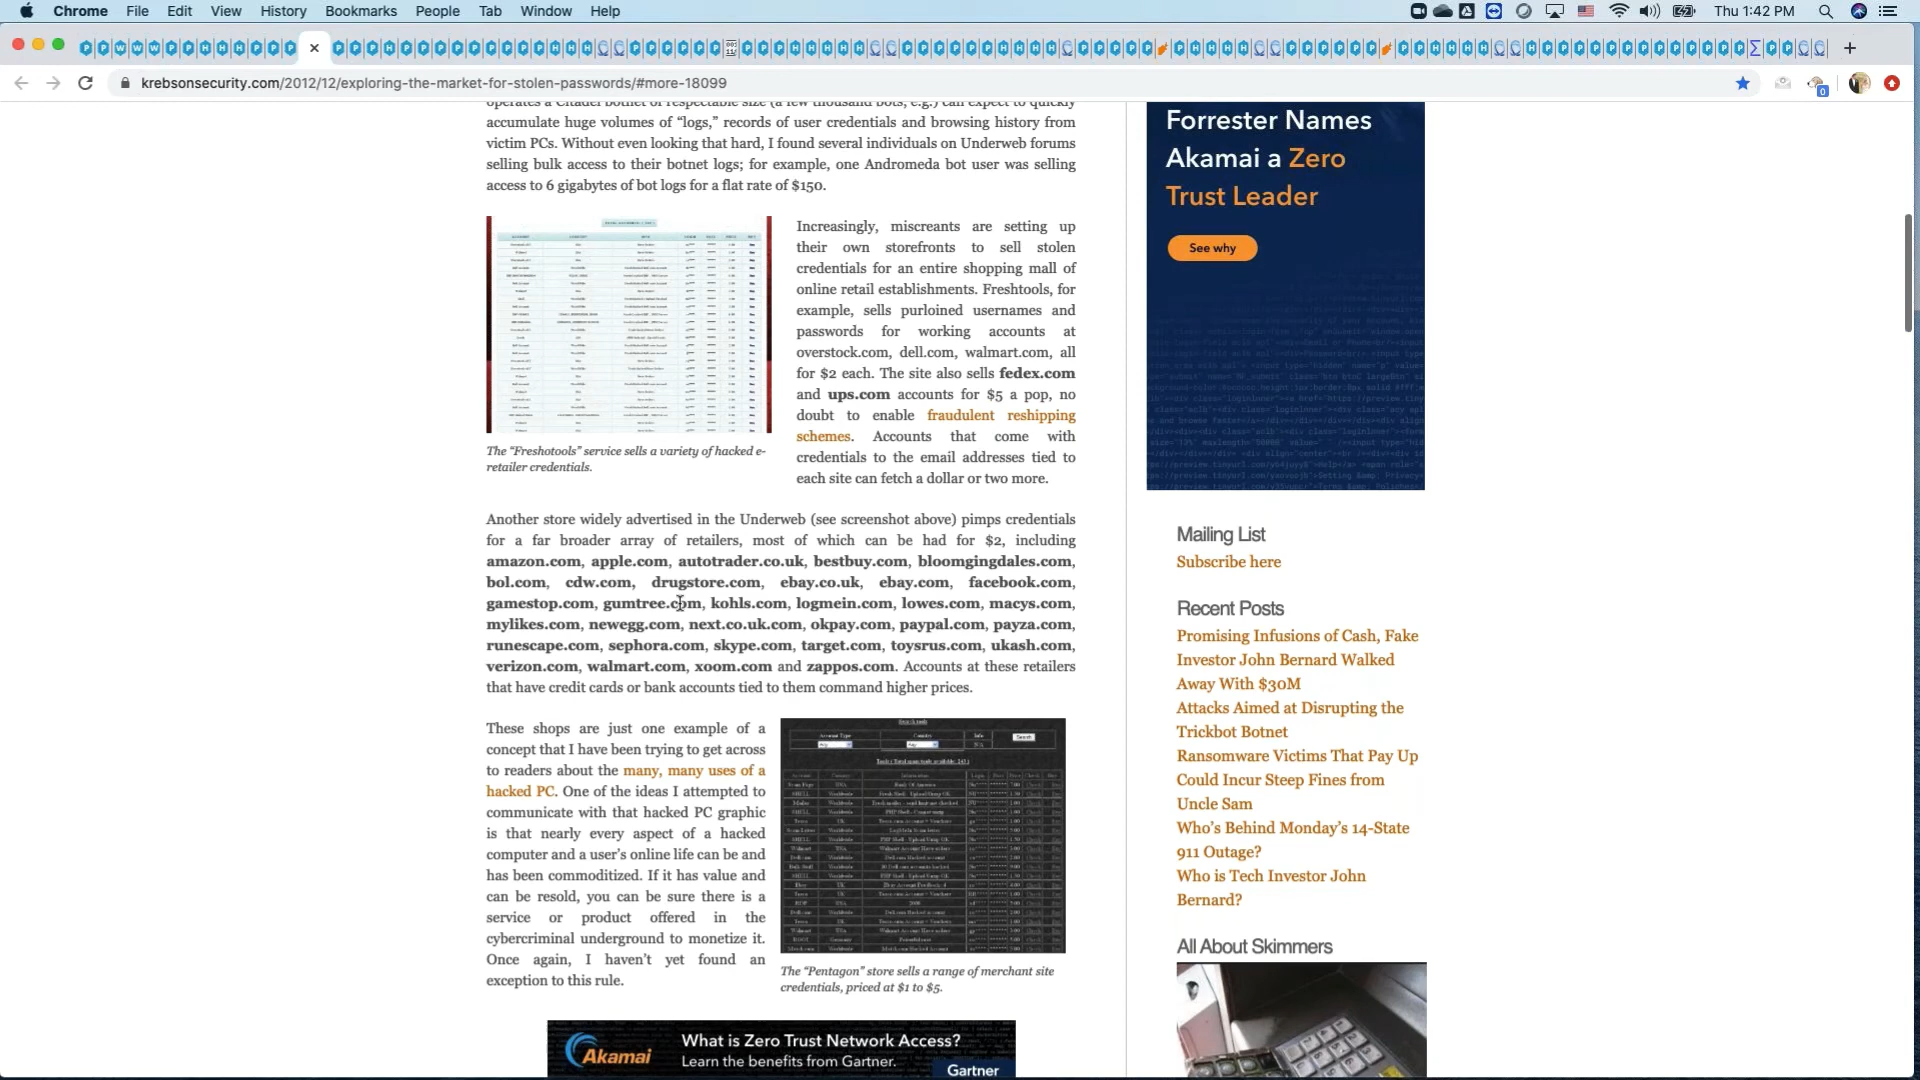 Chrome File Edit View History Bookmarks People Tab Window Help Thu 1:42 PM
krebsonsecurity.com/2012/12/exploring-the-market-for-stolen-passwords/#more-18099
0
operates a Citadel botnet of respectable size (a few thousand bots, e.g.) can expect to quickly
accumulate huge volumes of “logs,” records of user credentials and browsing history from
victim PCs. Without even looking that hard, I found several individuals on Underweb forums
selling bulk access to their botnet logs; for example, one Andromeda bot user was selling
access to 6 gigabytes of bot logs for a flat rate of $150.
Increasingly, miscreants are setting up
their own storefronts to sell stolen
credentials for an entire shopping mall of
online retail establishments. Freshtools, for
example, sells purloined usernames and
passwords for working accounts at
overstock.com, dell.com, walmart.com, all
for $2 each. The site also sells fedex.com
and ups.com accounts for $5 a pop, no
doubt to enable fraudulent reshipping
schemes. Accounts that come with
credentials to the email addresses tied to
each site can fetch a dollar or two more.
The “Freshotools” service sells a variety of hacked e-
retailer credentials.
Another store widely advertised in the Underweb (see screenshot above) pimps credentials
for a far broader array of retailers, most of which can be had for $2, including
amazon.com, apple.com, autotrader.co.uk, bestbuy.com, bloomgingdales.com,
bol.com, cdw.com, drugstore.com, ebay.co.uk, ebay.com, facebook.com,
gamestop.com, gumtree.com, kohls.com, logmein.com, lowes.com, macys.com,
mylikes.com, newegg.com, next.co.uk.com, okpay.com, paypal.com, payza.com,
runescape.com, sephora.com, skype.com, target.com, toysrus.com, ukash.com,
verizon.com, walmart.com, xoom.com and zappos.com. Accounts at these retailers
that have credit cards or bank accounts tied to them command higher prices.
These shops are just one example of a
concept that I have been trying to get across
to readers about the many, many uses of a
hacked PC. One of the ideas I attempted to
communicate with that hacked PC graphic
is that nearly every aspect of a hacked
computer and a user’s online life can be and
has been commoditized. If it has value and
can be resold, you can be sure there is a
service or product offered in the
cybercriminal underground to monetize it.
Once again, I haven’t yet found an
exception to this rule.
Account Type Country Info
Search
The “Pentagon” store sells a range of merchant site
credentials, priced at $1 to $5.
Akamai
What is Zero Trust Network Access?
Learn the benefits from Gartner.
Gartner
Forrester Names
Akamai a Zero
Trust Leader
See why
Mailing List
Subscribe here
Recent Posts
Promising Infusions of Cash, Fake
Investor John Bernard Walked
Away With $30M
Attacks Aimed at Disrupting the
Trickbot Botnet
Ransomware Victims That Pay Up
Could Incur Steep Fines from
Uncle Sam
Who’s Behind Monday’s 14-State
911 Outage?
Who is Tech Investor John
Bernard?
All About Skimmers